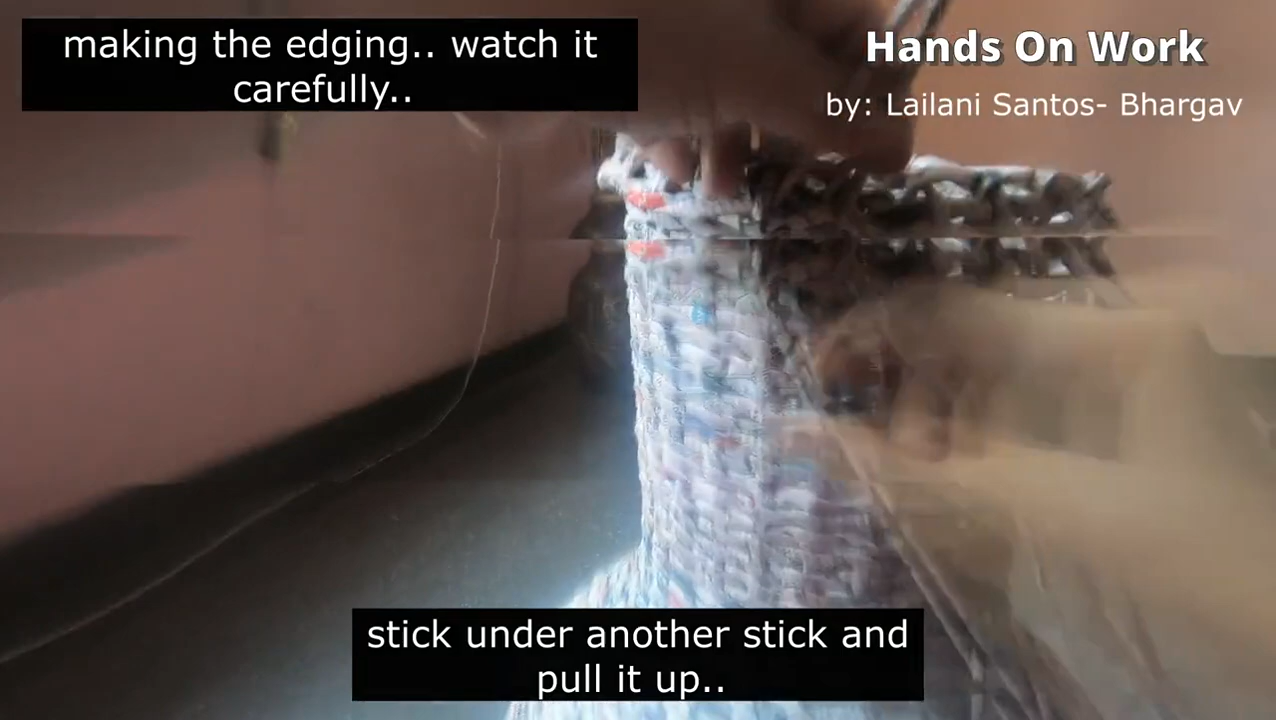 making the edging.. watch it
carefully..
Hands On Work
by: Lailani Santos- Bhargav
stick under another stick and
pull it up..